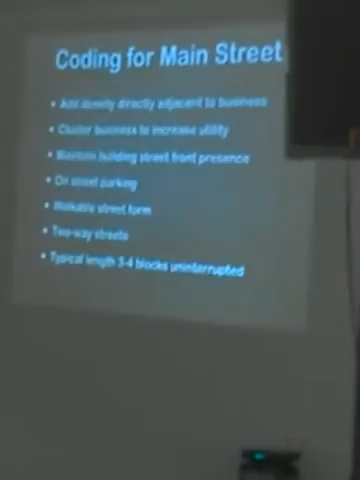 Coding for Main Street
• Add density directly adjacent to business
• Cluster business to increase utility
• Maintain building street front presence
• On street parking
• Walkable street form
• Two-way streets
• Typical length 3-4 blocks uninterrupted